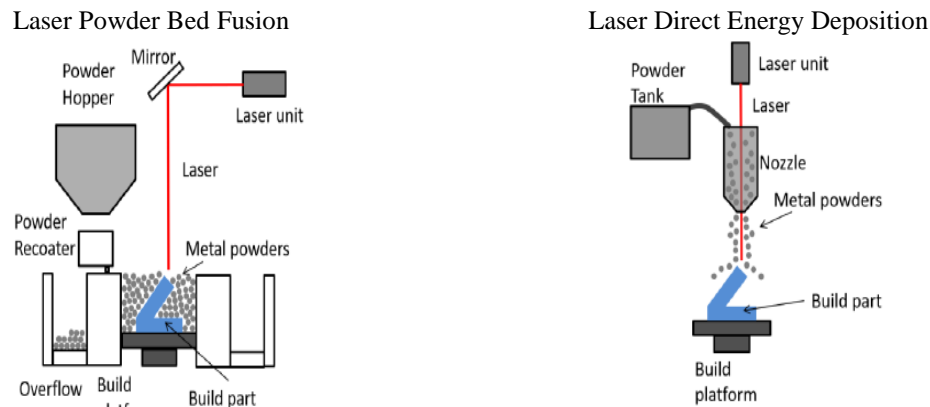 Laser Powder Bed Fusion
Mirror
Powder
Hopper
Laser unit
Laser
Powder
Recoater
Metal powders
Overflow
Build
Build part
Laser Direct Energy Deposition
Powder
Tank
Laser unit
Laser
Nozzle
Metal powders
Build part
Build
platform